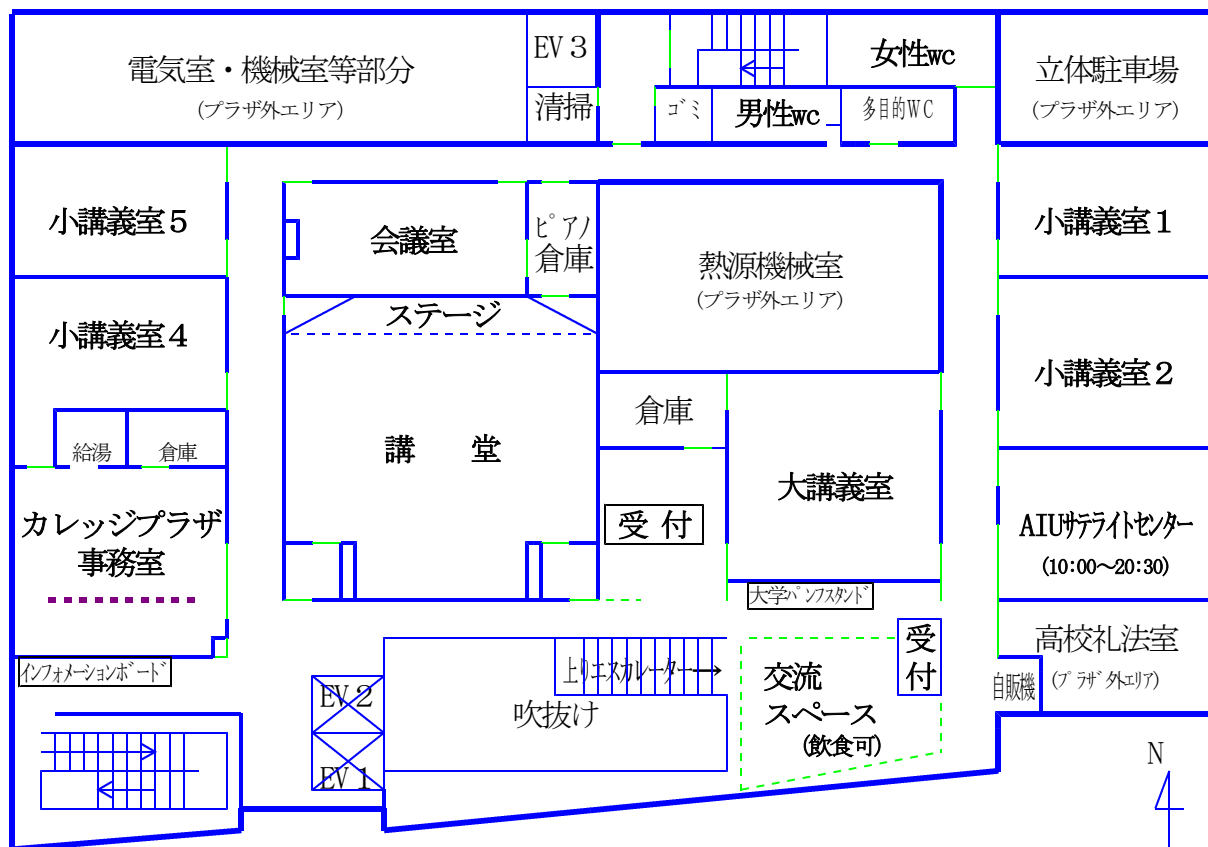 電気室・機械室等部分
(プラザ外エリア)
EV3
清掃
ゴミ
男性wc
女性wc
多目的WC
立体駐車場
(プラザ外エリア)
小講義室5
会議室
ピアノ
倉庫
熱源機械室
(プラザ外エリア)
小講義室1
小講義室4
ステージ
小講義室2
給湯
倉庫
講 堂
倉庫
大講義室
カレッジプラザ
事務室
受 付
AIUサテライトセンター
(10:00～20:30)
大学パンフスタンド
インフォメーションボード
上りエスカレーター→
EV2
吹抜け
EV1
交流
スペース
(飲食可)
受
付
高校礼法室
(プラザ外エリア)
自販機
N